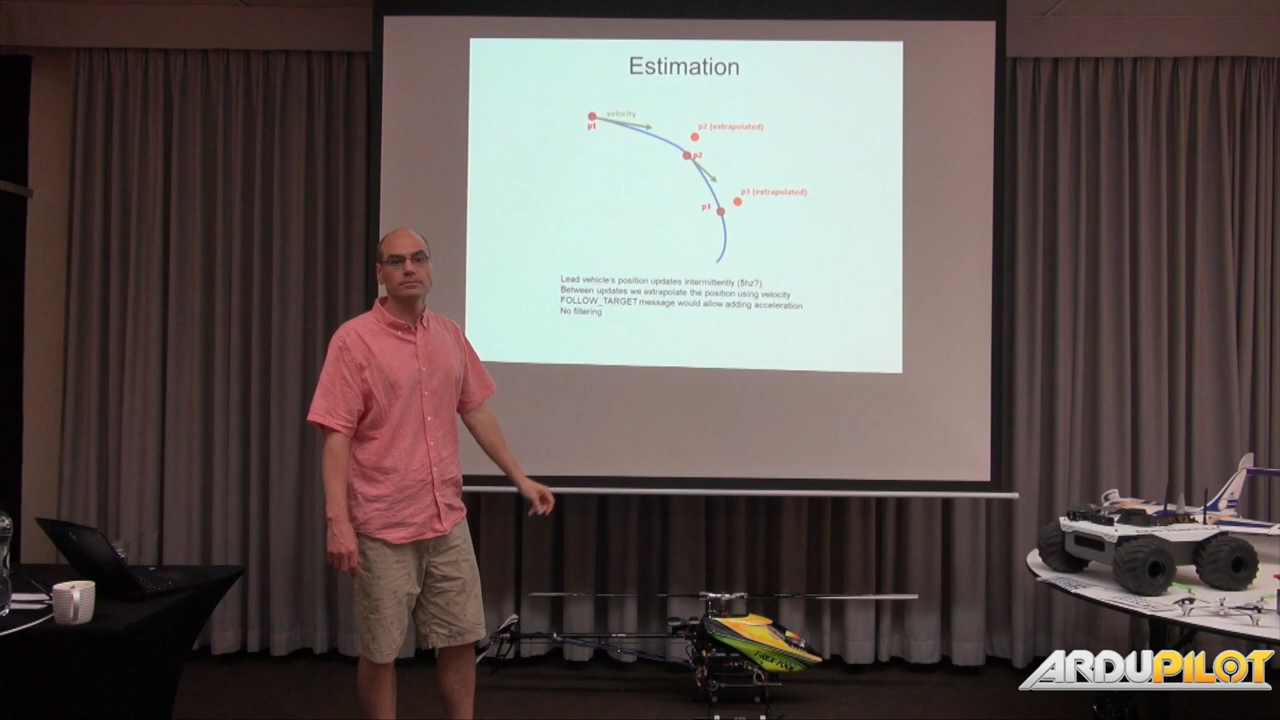 Estimation
velocity
p1
p2 (extrapolated)
p2
p3 (extrapolated)
p3
Lead vehicle's position updates intermittently (5hz?)
Between updates we extrapolate the position using velocity
FOLLOW_TARGET message would allow adding acceleration
No filtering
ARDUPILOT